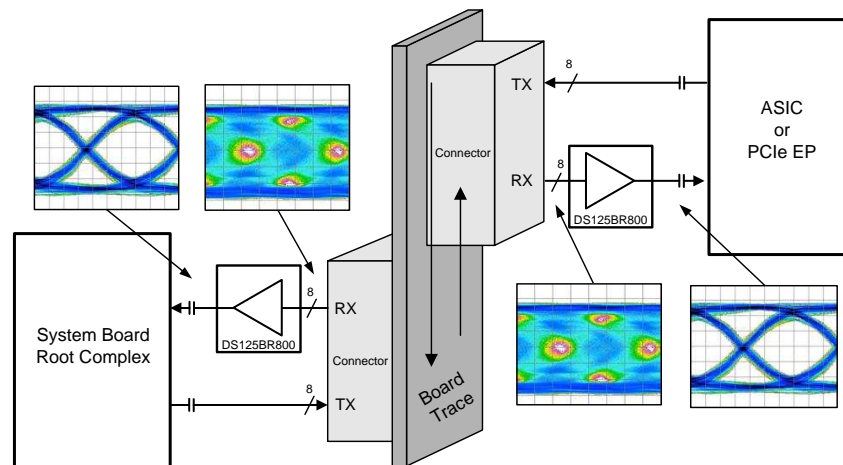 8
TX
ASIC
or
PCIe EP
Connector
8
RX
DS125BR800
8
RX
System Board
Root Complex
DS125BR800
Connector
8
TX
Board
Trace